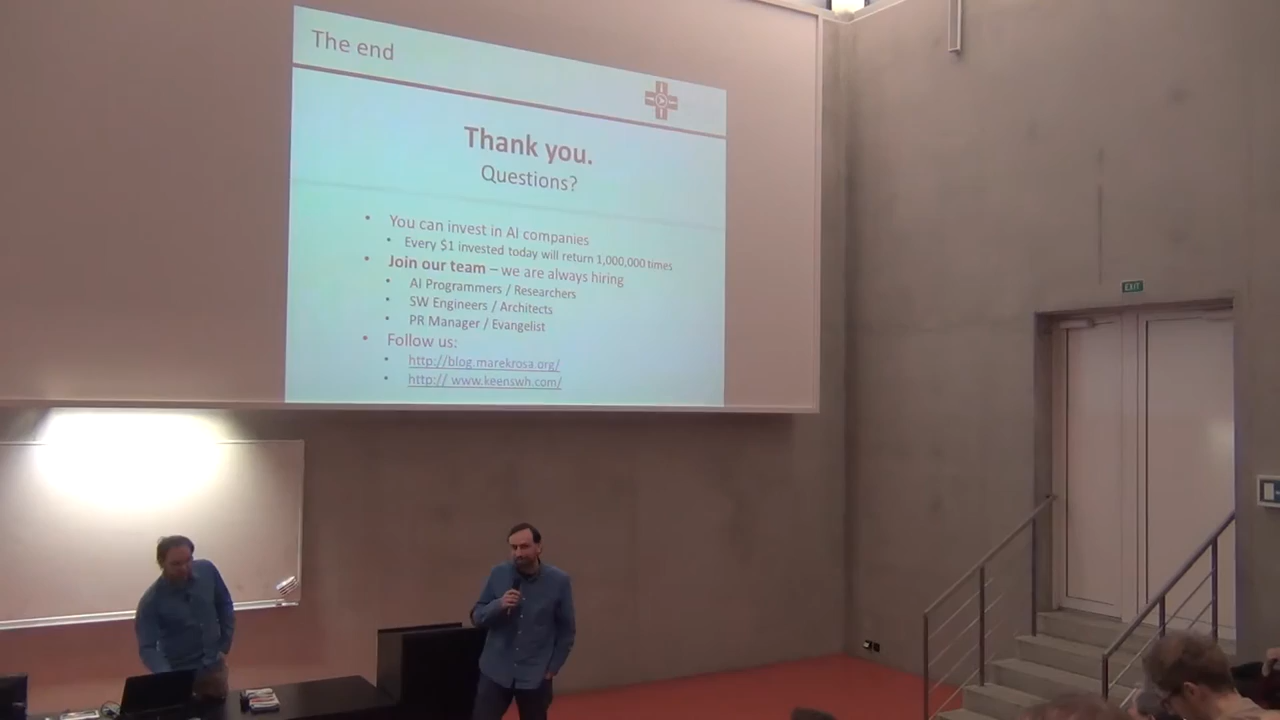 The end
Thank you.
Questions?
• You can invest in AI companies
• Every $1 invested today will return 1,000,000 times
• Join our team – we are always hiring
• AI Programmers / Researchers
• SW Engineers / Architects
• PR Manager / Evangelist
• Follow us:
• http://blog.marekrosa.org/
• http:// www.keenswh.com/
EXIT